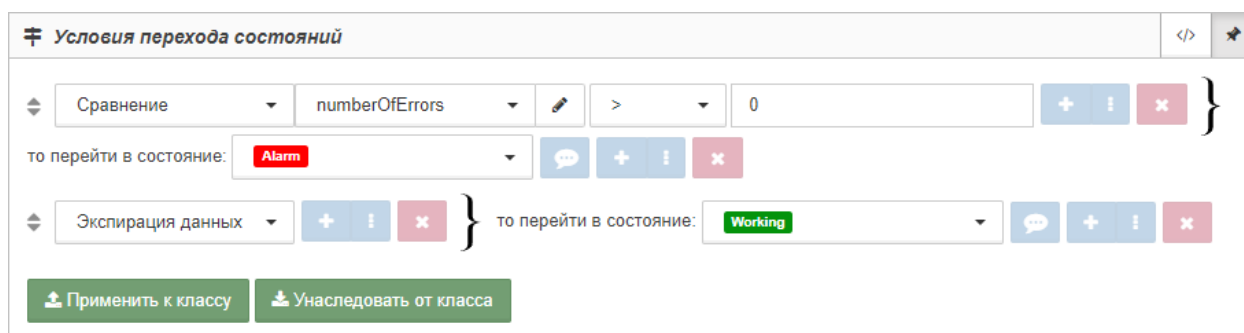 Условия перехода состояний </>
Сравнение numberOfErrors > 0 }
то перейти в состояние: Alarm
Экспирация данных } то перейти в состояние: Working
Применить к классу Унаследовать от класса